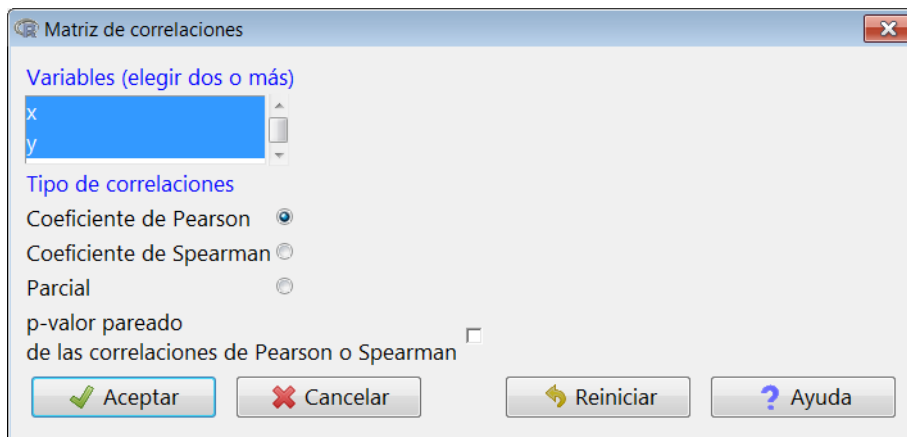 Matriz de correlaciones
Variables (elegir dos o más)
x
y
Tipo de correlaciones
Coeficiente de Pearson
Coeficiente de Spearman
Parcial
p-valor pareado
de las correlaciones de Pearson o Spearman
Aceptar
Cancelar
Reiniciar
Ayuda